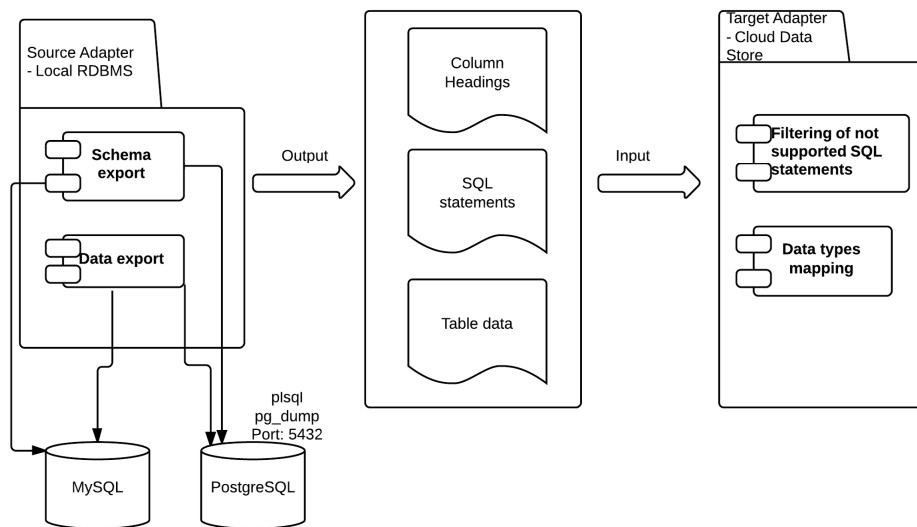 Source Adapter
- Local RDBMS
Schema
export
Data export
MySQL
plsql
pg_dump
Port: 5432
PostgreSQL
Output
Column
Headings
SQL
statements
Table data
Input
Target Adapter
- Cloud Data
Store
Filtering of not
supported SQL
statements
Data types
mapping